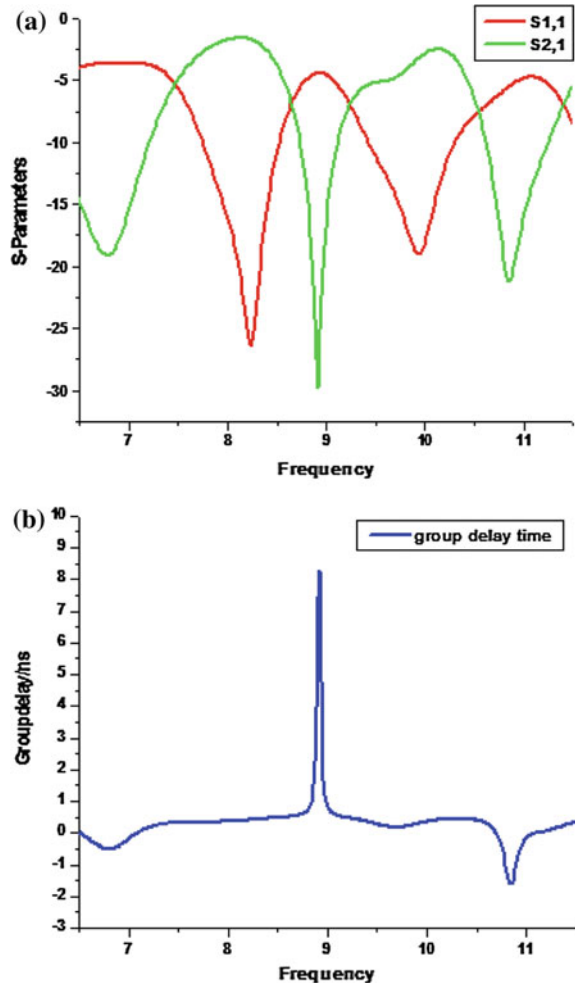 (a)
S1,1
S2,1
0
-5
-10
-15
-20
-25
-30
S-Parameters
7 8 9 10 11
Frequency
(b)
group delay time
10
9
8
7
6
5
4
3
2
1
0
-1
-2
-3
Groupdelay/ns
7 8 9 10 11
Frequency